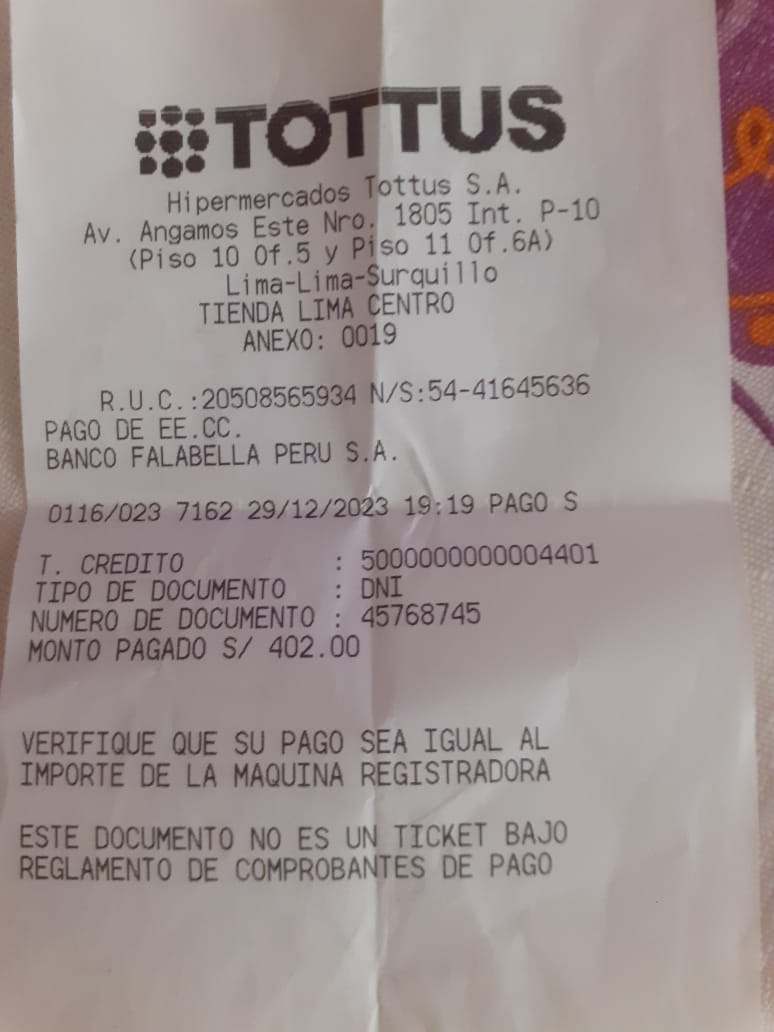 TOTTUS
Hipermercados Tottus S.A.
Av. Angamos Este Nro. 1805 Int. P-10
(Piso 10 Of.5 y Piso 11 Of.6A)
Lima-Lima-Surquillo
TIENDA LIMA CENTRO
ANEXO: 0019
R.U.C.:20508565934 N/S:54-41645636
PAGO DE EE.CC.
BANCO FALABELLA PERU S.A.
0116/023 7162 29/12/2023 19:19 PAGO S
T. CREDITO : 5000000000004401
TIPO DE DOCUMENTO : DNI
NUMERO DE DOCUMENTO : 45768745
MONTO PAGADO S/ 402.00
VERIFIQUE QUE SU PAGO SEA IGUAL AL
IMPORTE DE LA MAQUINA REGISTRADORA
ESTE DOCUMENTO NO ES UN TICKET BAJO
REGLAMENTO DE COMPROBANTES DE PAGO